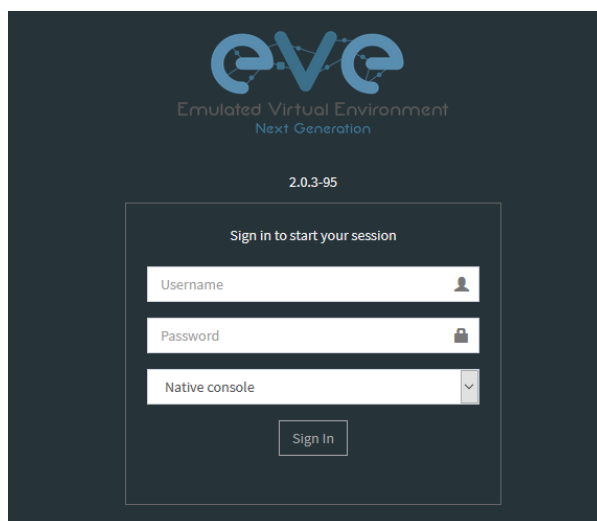 eve
Emulated Virtual Environment
Next Generation
2.0.3-95
Sign in to start your session
Username
Password
Native console
Sign In